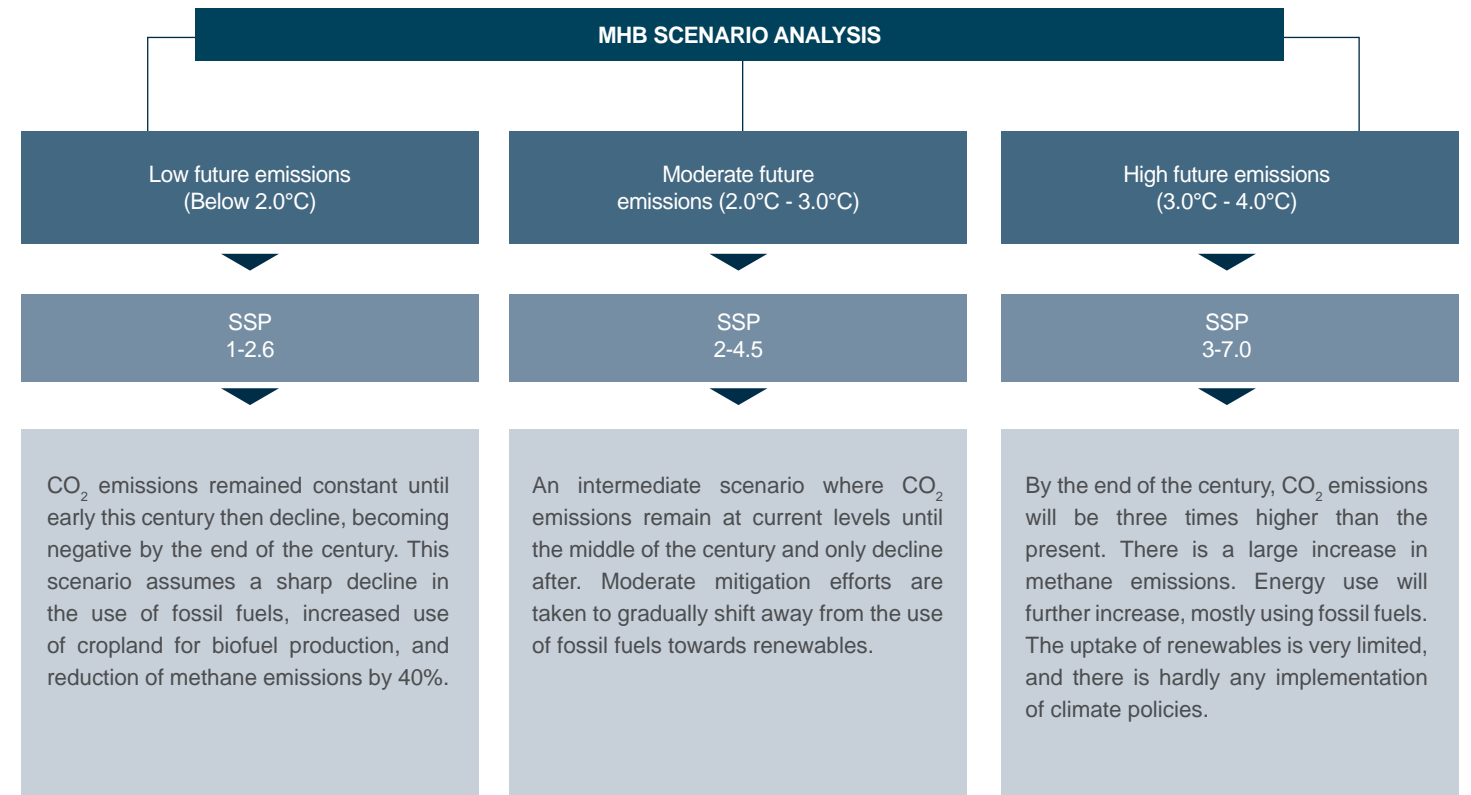 MHB SCENARIO ANALYSIS
Low future emissions
(Below 2.0°C)
SSP
1-2.6
CO₂ emissions remained constant until
early this century then decline, becoming
negative by the end of the century. This
scenario assumes a sharp decline in
the use of fossil fuels, increased use
of cropland for biofuel production, and
reduction of methane emissions by 40%.
Moderate future
emissions (2.0°C - 3.0°C)
SSP
2-4.5
An intermediate scenario where CO₂
emissions remain at current levels until
the middle of the century and only decline
after. Moderate mitigation efforts are
taken to gradually shift away from the use
of fossil fuels towards renewables.
High future emissions
(3.0°C - 4.0°C)
SSP
3-7.0
By the end of the century, CO₂ emissions
will be three times higher than the
present. There is a large increase in
methane emissions. Energy use will
further increase, mostly using fossil fuels.
The uptake of renewables is very limited,
and there is hardly any implementation
of climate policies.